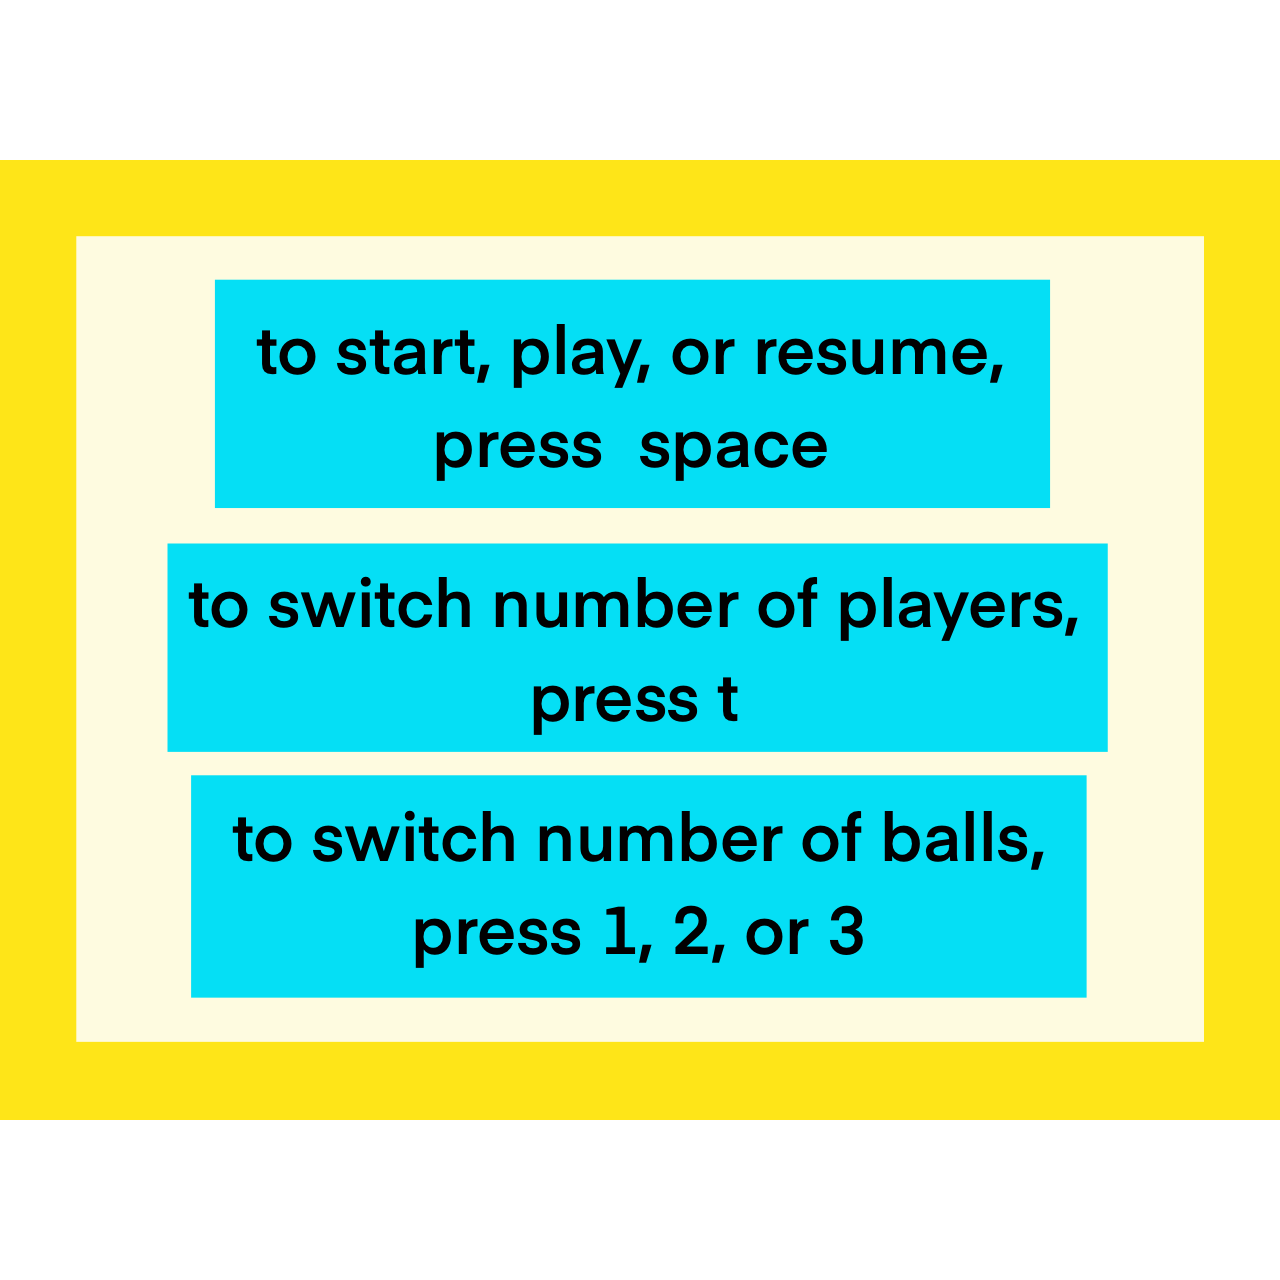 to start, play, or resume,
press  space
to switch number of players,
press t
to switch number of balls,
press 1, 2, or 3